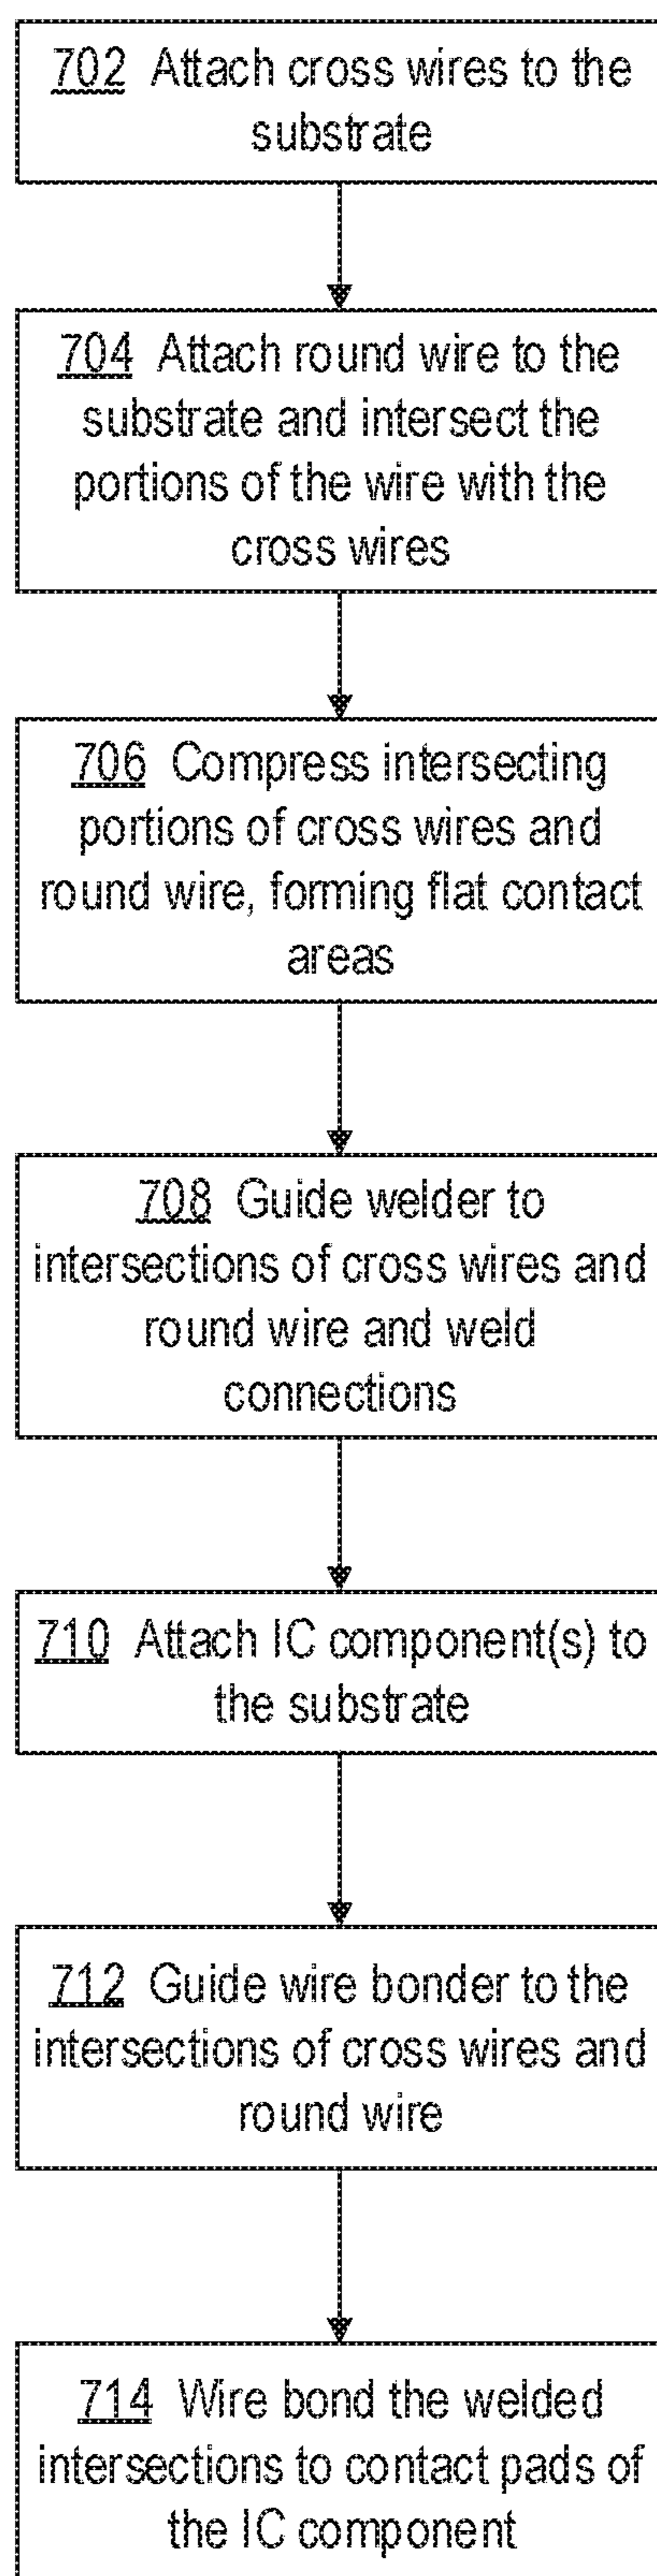 702 Attach cross wires to the
substrate
704 Attach round wire to the
substrate and intersect the
portions of the wire with the
cross wires
706 Compress intersecting
portions of cross wires and
round wire, forming flat contact
areas
708 Guide welder to
intersections of cross wires and
round wire and weld
connections
710 Attach IC component(s) to
the substrate
712 Guide wire bonder to the
intersections of cross wires and
round wire
714 Wire bond the welded
intersections to contact pads of
the IC component